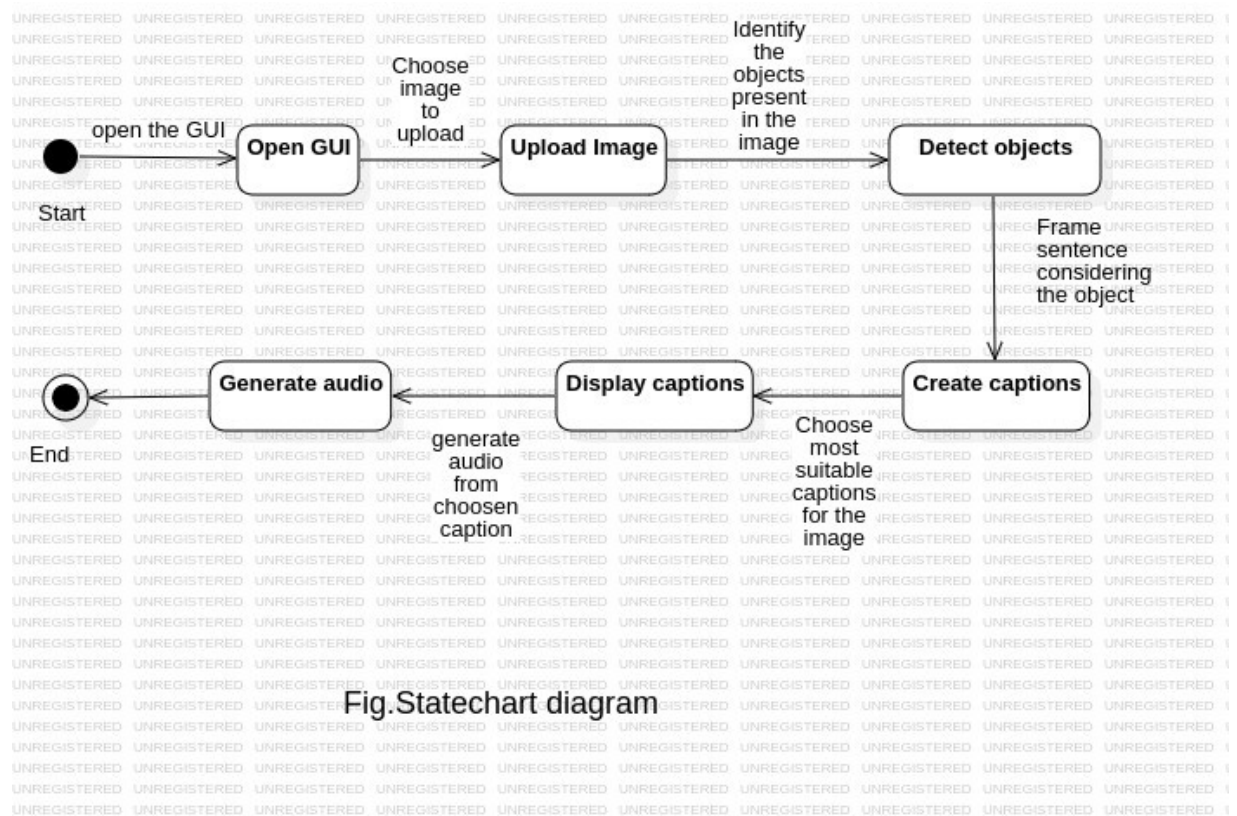 open the GUI
Start
Open GUI
Choose
image
to
upload
Upload Image
Identify
the
objects
present
in the
image
Detect objects
Frame
sentence
considering
the object
Create captions
Choose
most
suitable
captions
for the
image
Display captions
generate
audio
from
choosen
caption
Generate audio
End
Fig.Statechart diagram